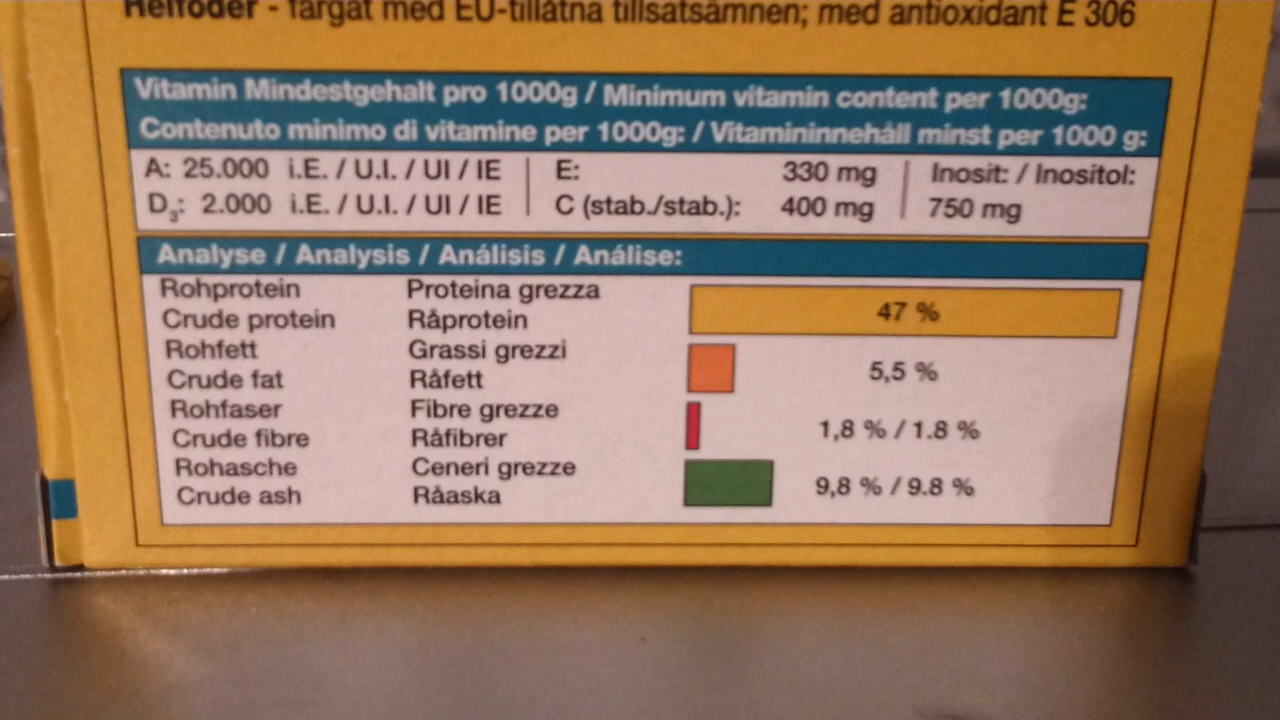 Helfoder - färgat med EU-tillåtna tillsatsämnen; med antioxidant E 306
Vitamin Mindestgehalt pro 1000g / Minimum vitamin content per 1000g:
Contenuto minimo di vitamine per 1000g: / Vitamininnehåll minst per 1000 g:
A: 25.000 i.E. / U.I. / UI / IE E: 330 mg Inosit: / Inositol:
D3: 2.000 i.E. / U.I. / UI / IE C (stab./stab.): 400 mg 750 mg
Analyse / Analysis / Análisis / Análise:
Rohprotein Proteina grezza
47 %
Crude protein Råprotein
Rohfett Grassi grezzi
5,5 %
Crude fat Råfett
Rohfaser Fibre grezze
1,8 % / 1.8 %
Crude fibre Råfibrer
Rohasche Ceneri grezze
9,8 % / 9.8 %
Crude ash Råaska